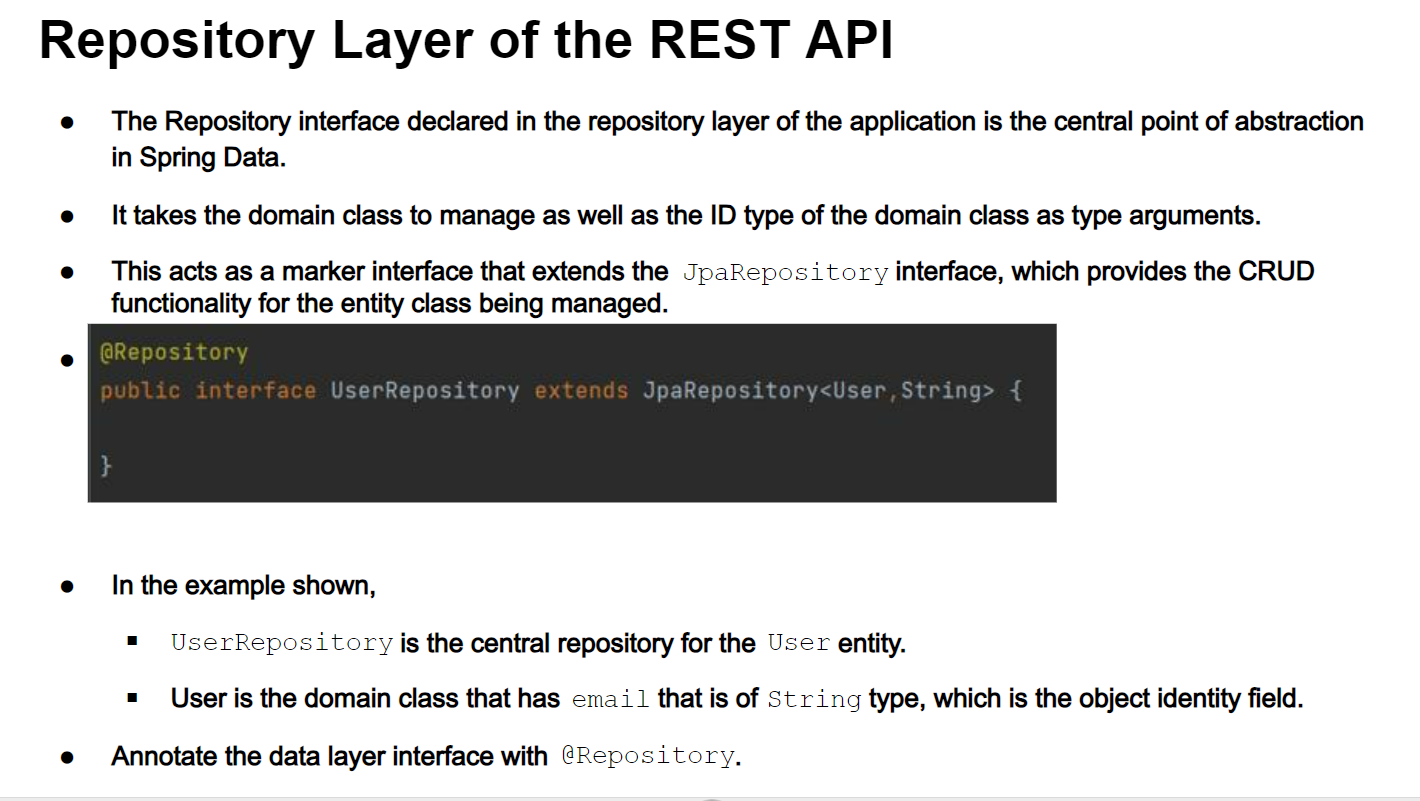 Repository Layer of the REST API
● The Repository interface declared in the repository layer of the application is the central point of abstraction
in Spring Data.
● It takes the domain class to manage as well as the ID type of the domain class as type arguments.
● This acts as a marker interface that extends the JpaRepository interface, which provides the CRUD
functionality for the entity class being managed.
● @Repository
public interface UserRepository extends JpaRepository<User,String> {
}
● In the example shown,
▪ UserRepository is the central repository for the User entity.
▪ User is the domain class that has email that is of String type, which is the object identity field.
● Annotate the data layer interface with @Repository.